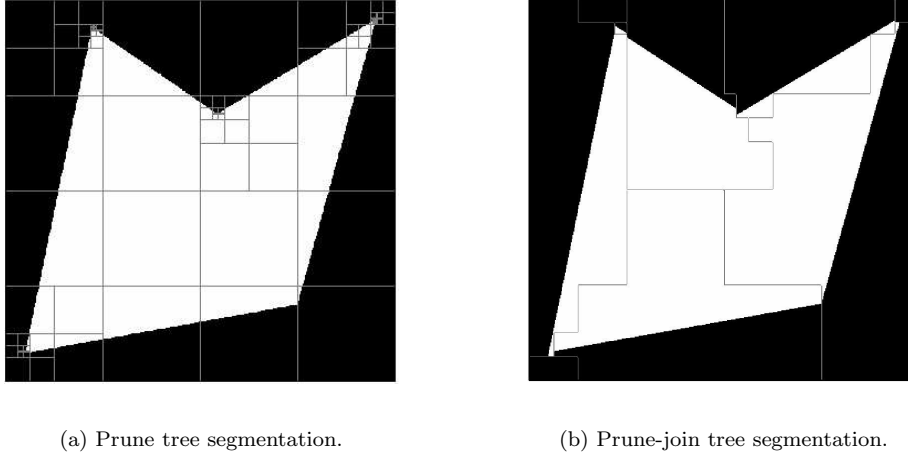 (a) Prune tree segmentation.
(b) Prune-join tree segmentation.